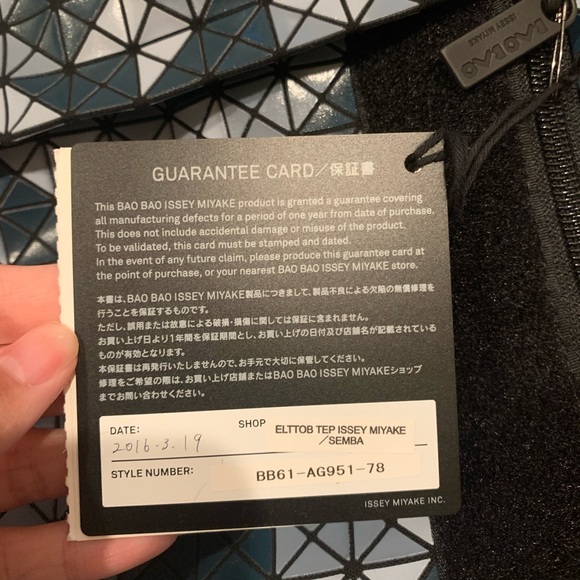 BAOBAO
ISSEY MIYAKE
GUARANTEE CARD/保証書
This BAO BAO ISSEY MIYAKE product is granted a guarantee covering
all manufacturing defects for a period of one year from date of purchase.
This does not include accidental damage or misuse of the product.
To be validated, this card must be stamped and dated.
In the event of any future claim, please produce this guarantee card at
the point of purchase, or your nearest BAO BAO ISSEY MIYAKE store.
本書は、BAO BAO ISSEY MIYAKE製品につきまして、製品不良による欠陥の無償修理を
行うことを保証するものです。
ただし、誤用または故意による破損・損傷に関しては保証に含まれません。
お買い上げ日より1年間を保証期間とし、お買い上げの日付及び店舗名が記載されている
ものが有効となります。
本保証書は再発行いたしませんので、お手元で大切に保管してください。
修理をご希望の際は、お買い上げ店舗またはBAO BAO ISSEY MIYAKEショップ
までお問い合わせください。
DATE: 2016-3.19 SHOP ELTTOB TEP ISSEY MIYAKE
/SEMBA
STYLE NUMBER: BB61-AG951-78
ISSEY MIYAKE INC.